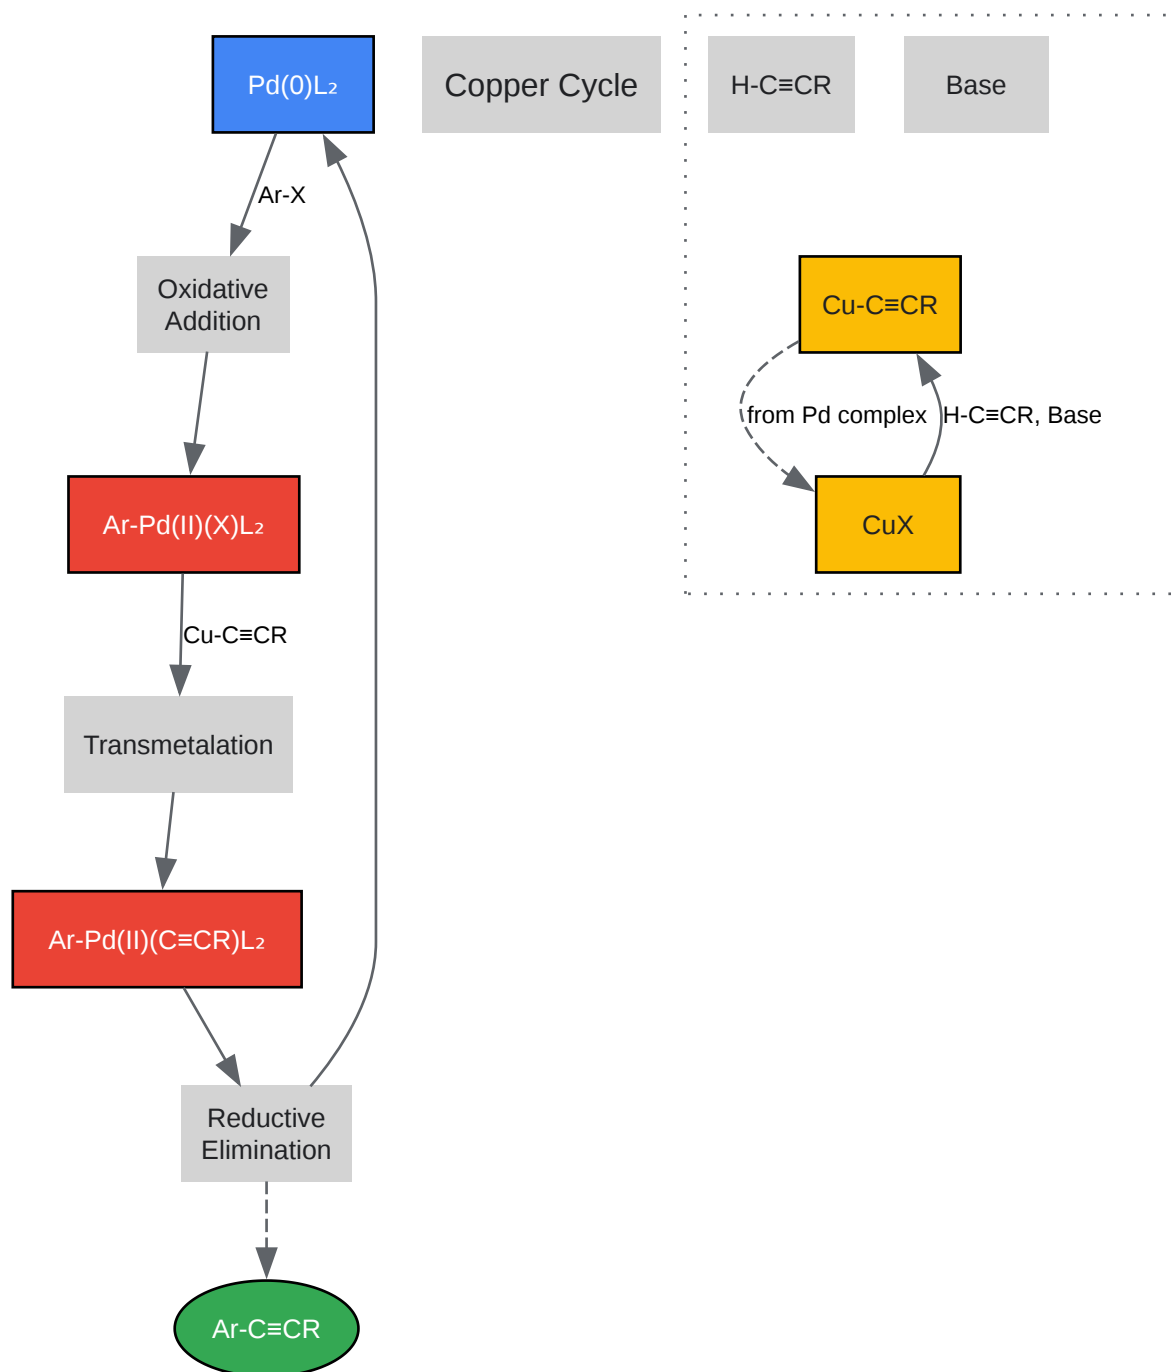 Pd(0)L₂
Copper Cycle
H-C≡CR
Base
Ar-X
Oxidative
Addition
Cu-C≡CR
from Pd complex
H-C≡CR, Base
Ar-Pd(II)(X)L₂
CuX
Cu-C≡CR
Transmetalation
Ar-Pd(II)(C≡CR)L₂
Reductive
Elimination
Ar-C≡CR